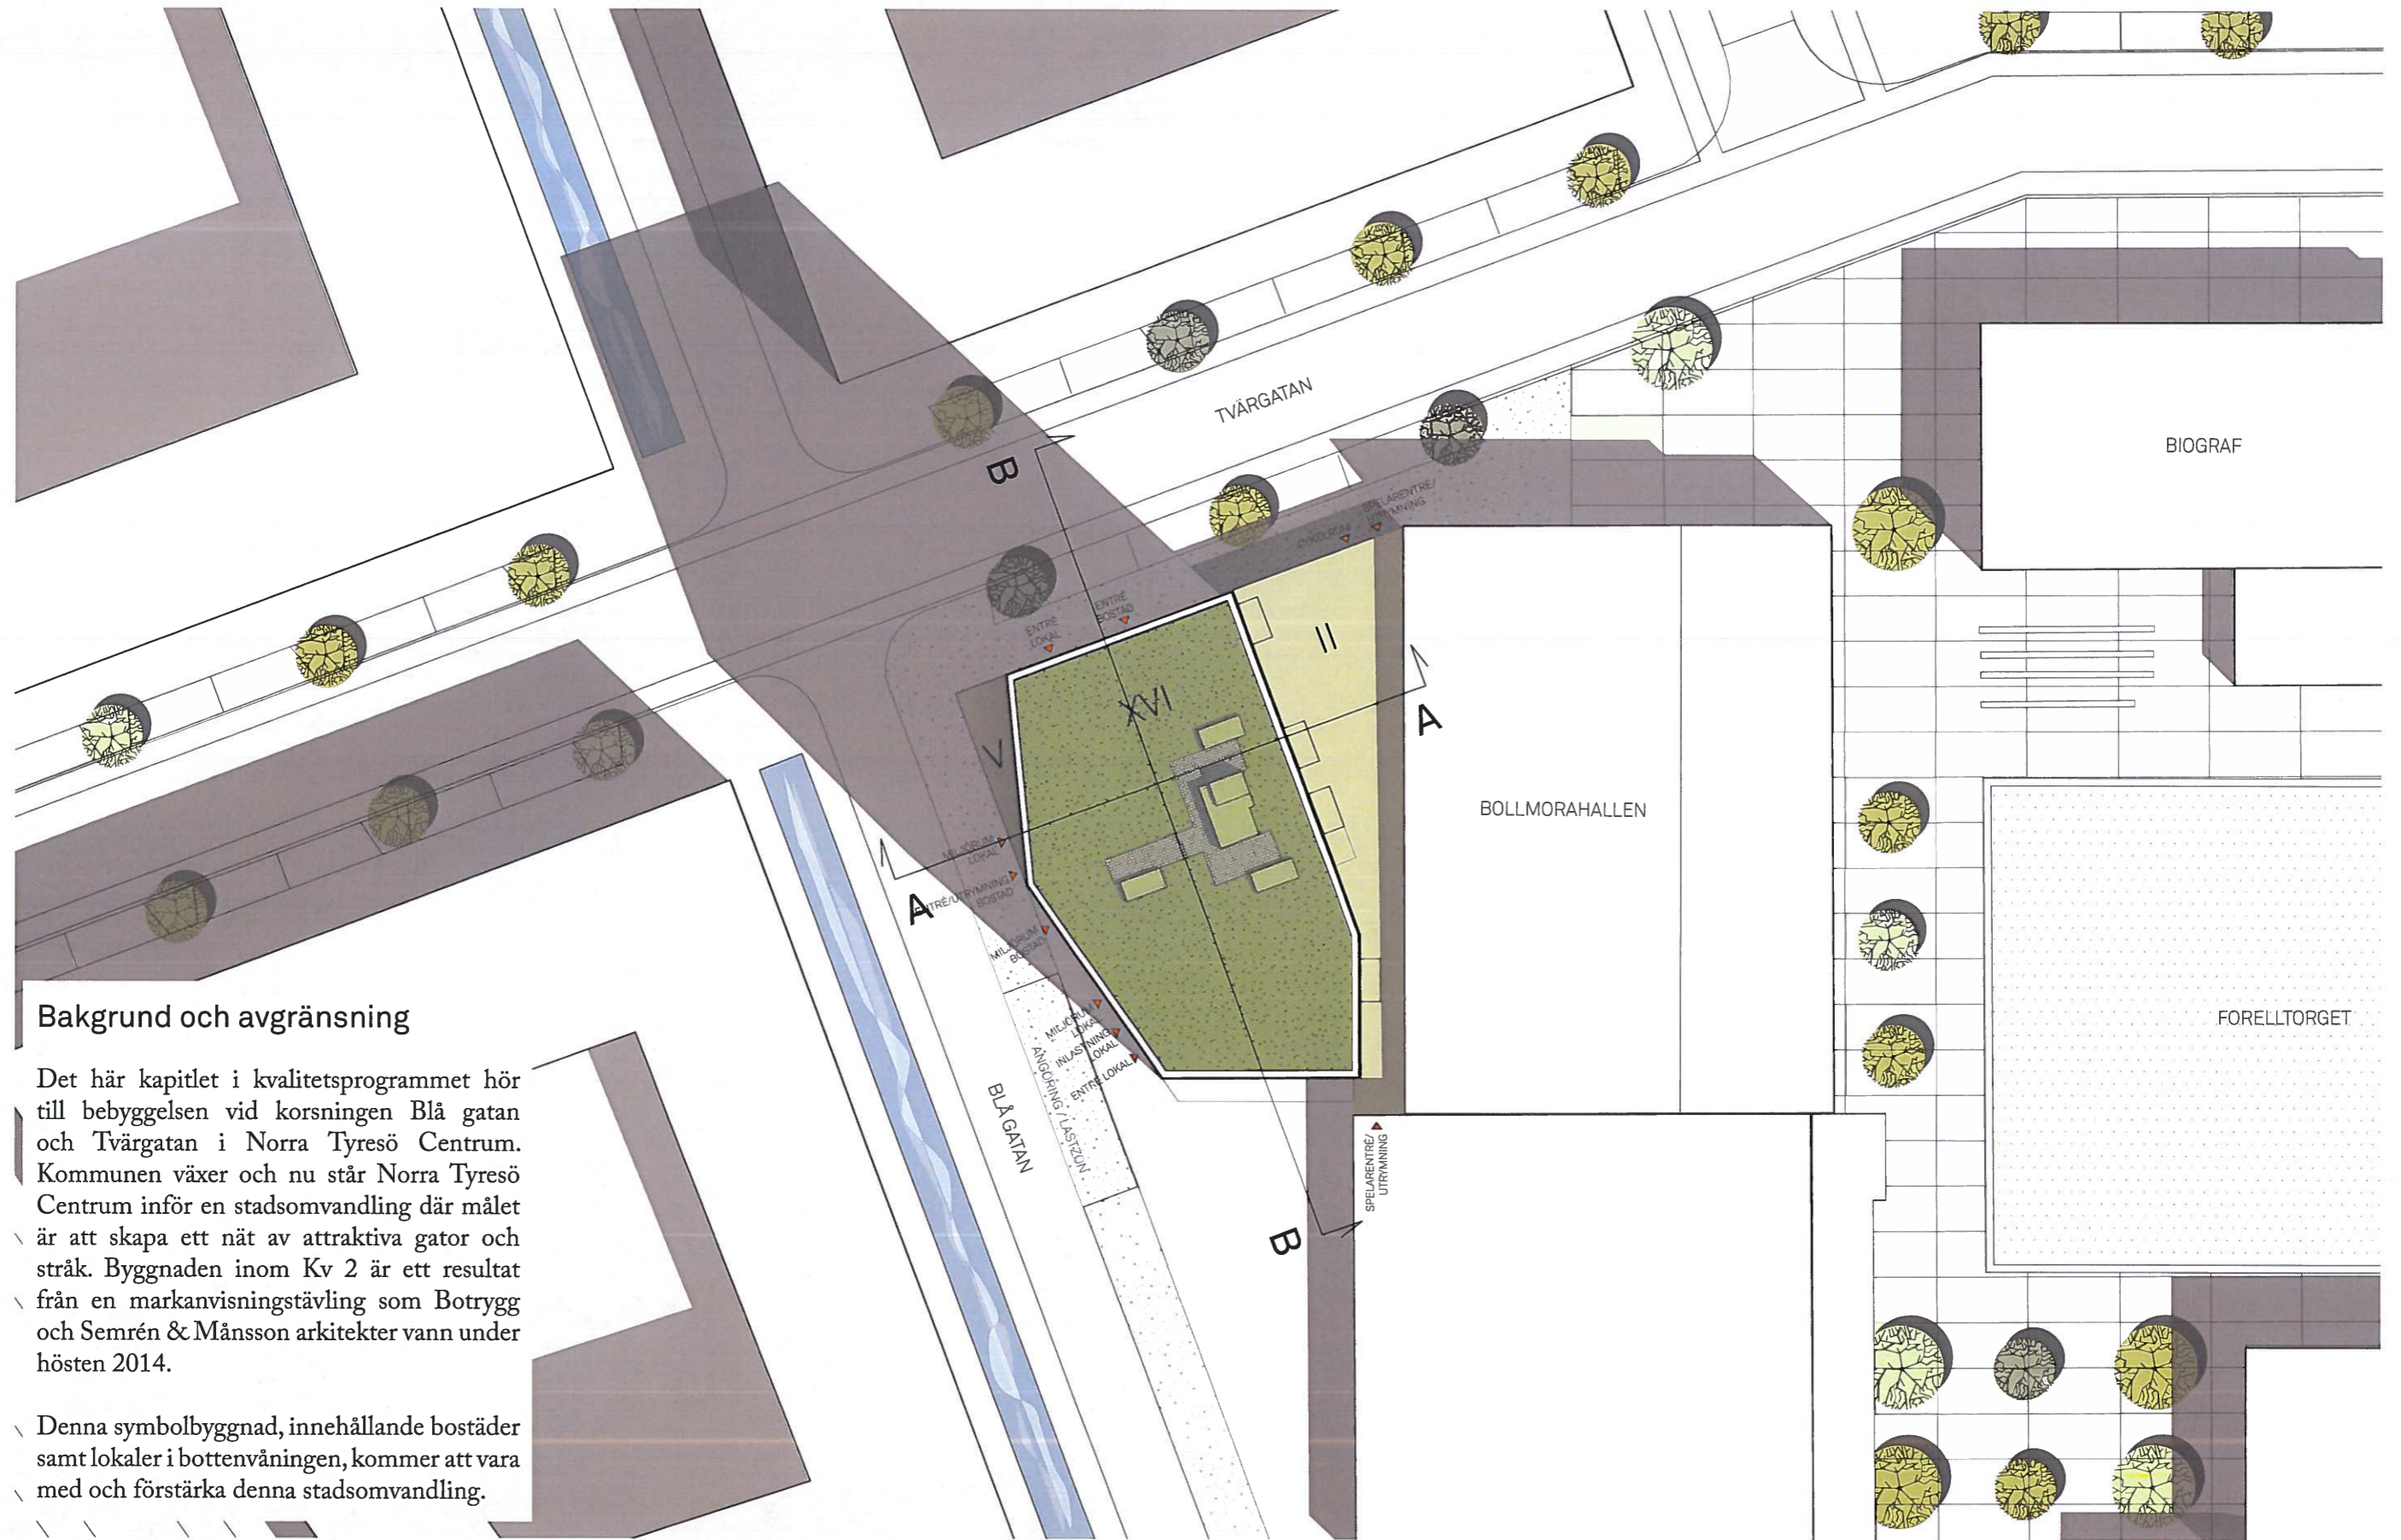 TVÄRGATAN
BIOGRAF
B
SPELARENTRÉ/
UTRYMNING
CYKELRUM
ENTRÉ
BOSTAD
ENTRÉ
LOKAL
II
XVI
A
V
BOLLMORAHALLEN
MILJÖRUM
LOKAL
ENTRÉ/UTRYMNING
BOSTAD
A
MILJÖRUM
BOSTAD
MILJÖRUM
LOKAL
INLASTNING
LOKAL
ENTRÉ LOKAL
ANGÖRING / LASTZON
BLÅ GATAN
FORELLTORGET
SPELARENTRÉ/
UTRYMNING
B
Bakgrund och avgränsning
Det här kapitlet i kvalitetsprogrammet hör
till bebyggelsen vid korsningen Blå gatan
och Tvärgatan i Norra Tyresö Centrum.
Kommunen växer och nu står Norra Tyresö
Centrum inför en stadsomvandling där målet
är att skapa ett nät av attraktiva gator och
stråk. Byggnaden inom Kv 2 är ett resultat
från en markanvisningstävling som Botrygg
och Semrén & Månsson arkitekter vann under
hösten 2014.
Denna symbolbyggnad, innehållande bostäder
samt lokaler i bottenvåningen, kommer att vara
med och förstärka denna stadsomvandling.